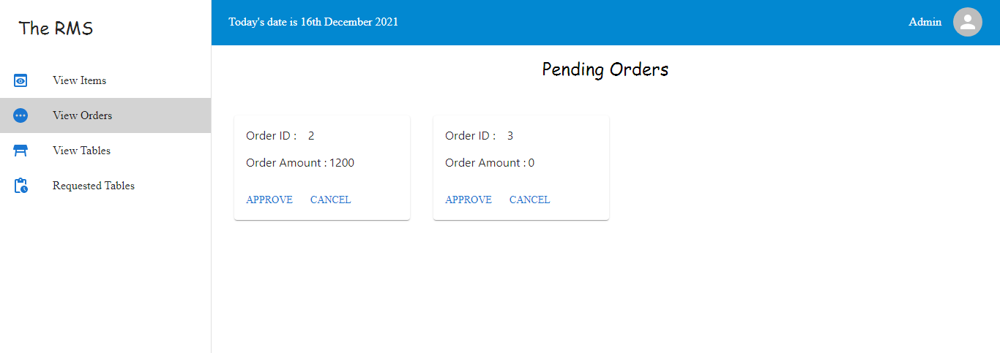 The RMS
View Items
View Orders
View Tables
Requested Tables
Today's date is 16th December 2021
Admin
Pending Orders
Order ID : 2
Order Amount : 1200
APPROVE CANCEL
Order ID : 3
Order Amount : 0
APPROVE CANCEL